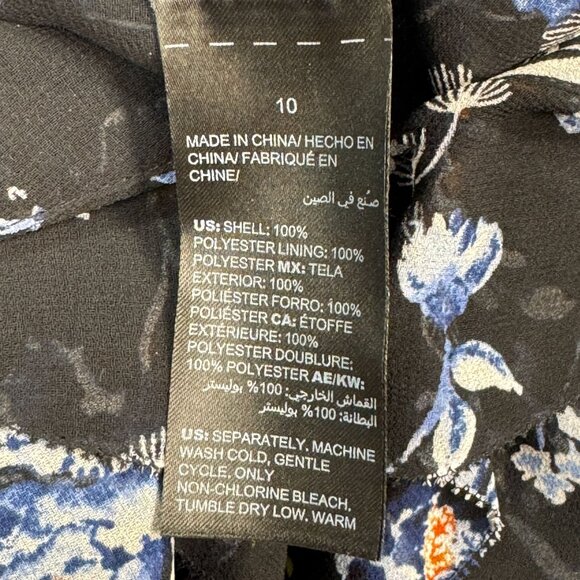 10
MADE IN CHINA/ HECHO EN
CHINA/ FABRIQUÉ EN
CHINE/
صُنع في الصين
US: SHELL: 100%
POLYESTER LINING: 100%
POLYESTER MX: TELA
EXTERIOR: 100%
POLIÉSTER FORRO: 100%
POLIÉSTER CA: ÉTOFFE
EXTÉRIEURE: 100%
POLYESTER DOUBLURE:
100% POLYESTER AE/KW:
القماش الخارجي: 100% بوليستر
البطانة: 100% بوليستر
US: SEPARATELY, MACHINE
WASH COLD, GENTLE
CYCLE, ONLY
NON-CHLORINE BLEACH,
TUMBLE DRY LOW. WARM